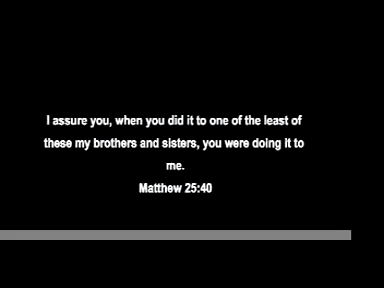 I assure you, when you did it to one of the least of
these my brothers and sisters, you were doing it to
me.
Matthew 25:40